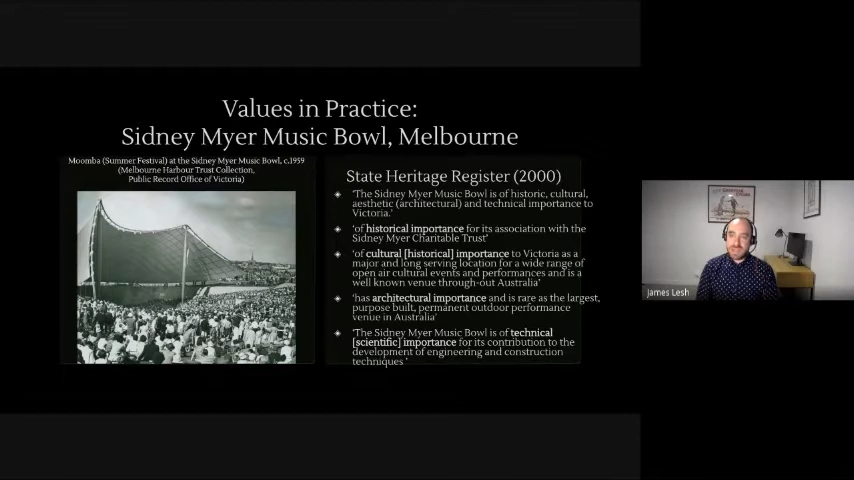 Values in Practice:
Sidney Myer Music Bowl, Melbourne
Moomba (Summer Festival) at the Sidney Myer Music Bowl, c.1959
(Melbourne Harbour Trust Collection,
Public Record Office of Victoria)
State Heritage Register (2000)
'The Sidney Myer Music Bowl is of historic, cultural,
aesthetic (architectural) and technical importance to
Victoria.'
'of historical importance for its association with the
Sidney Myer Charitable Trust'
'of cultural [historical] importance to Victoria as a
major and long serving location for a wide range of
open air cultural events and performances and is a
well known venue through-out Australia'
'has architectural importance and is rare as the largest,
purpose built, permanent outdoor performance
venue in Australia'
'The Sidney Myer Music Bowl is of technical
[scientific] importance for its contribution to the
development of engineering and construction
techniques '
James Lesh